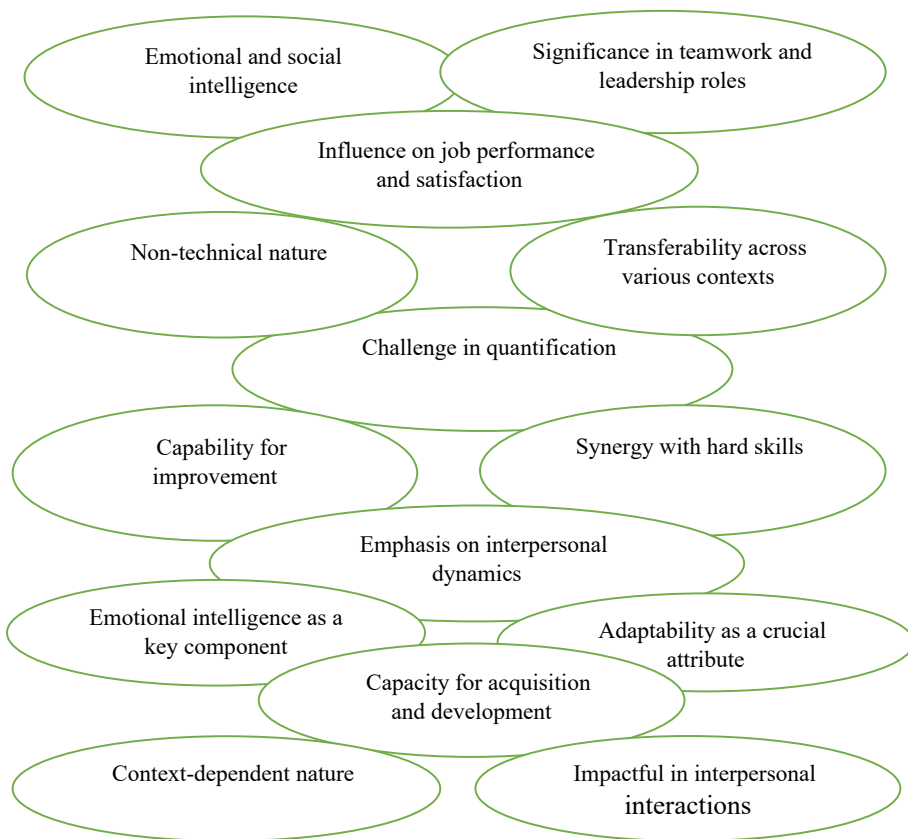 Emotional and social
intelligence
Significance in teamwork and
leadership roles
Influence on job performance
and satisfaction
Non-technical nature
Transferability across
various contexts
Challenge in quantification
Capability for
improvement
Synergy with hard skills
Emphasis on interpersonal
dynamics
Emotional intelligence as a
key component
Adaptability as a crucial
attribute
Capacity for acquisition
and development
Context-dependent nature
Impactful in interpersonal
interactions